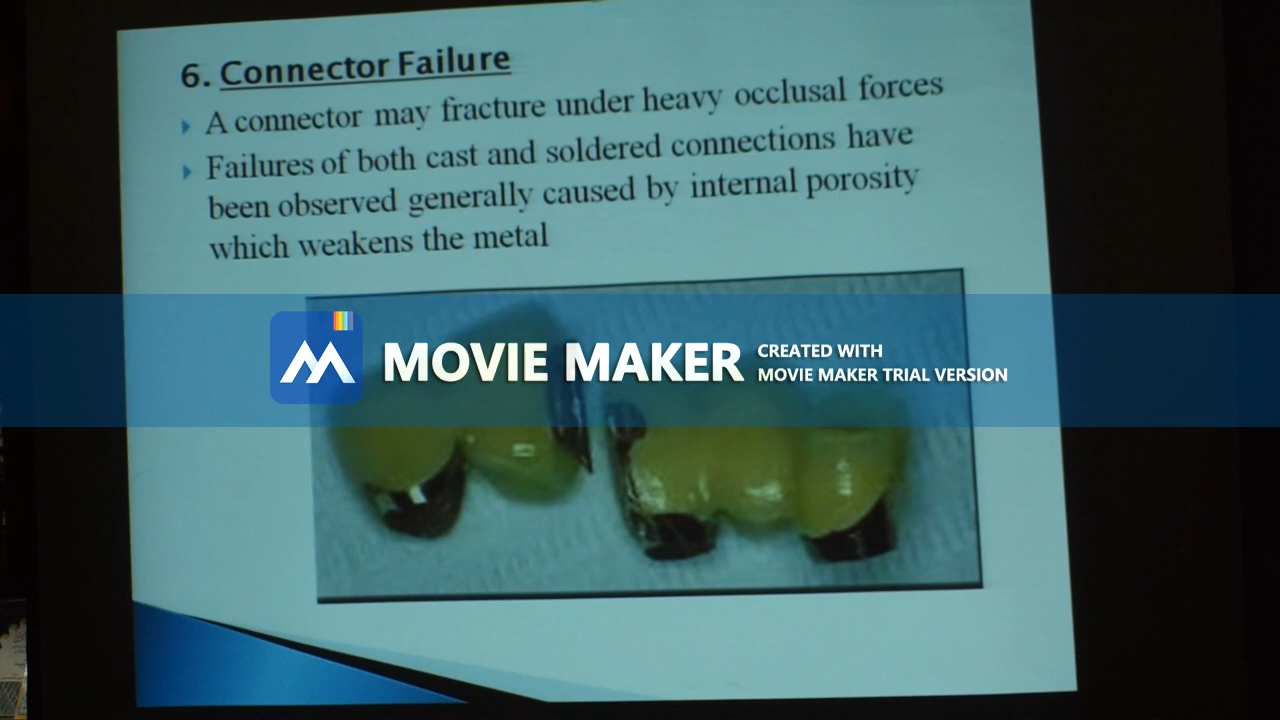 6. Connector Failure
A connector may fracture under heavy occlusal forces
Failures of both cast and soldered connections have
been observed generally caused by internal porosity
which weakens the metal
MOVIE MAKER
CREATED WITH
MOVIE MAKER TRIAL VERSION